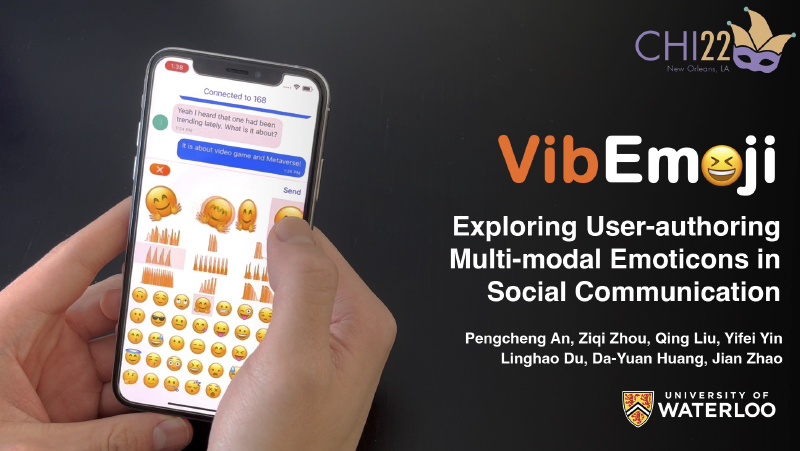 CHI22
New Orleans, LA
1:38
Connected to 168
Yeah I heard that one had been
trending lately. What is it about?
It is about video game and Metaverse!
Send
VibEmoji
Exploring User-authoring
Multi-modal Emoticons in
Social Communication
Pengcheng An, Ziqi Zhou, Qing Liu, Yifei Yin
Linghao Du, Da-Yuan Huang, Jian Zhao
UNIVERSITY OF
WATERLOO